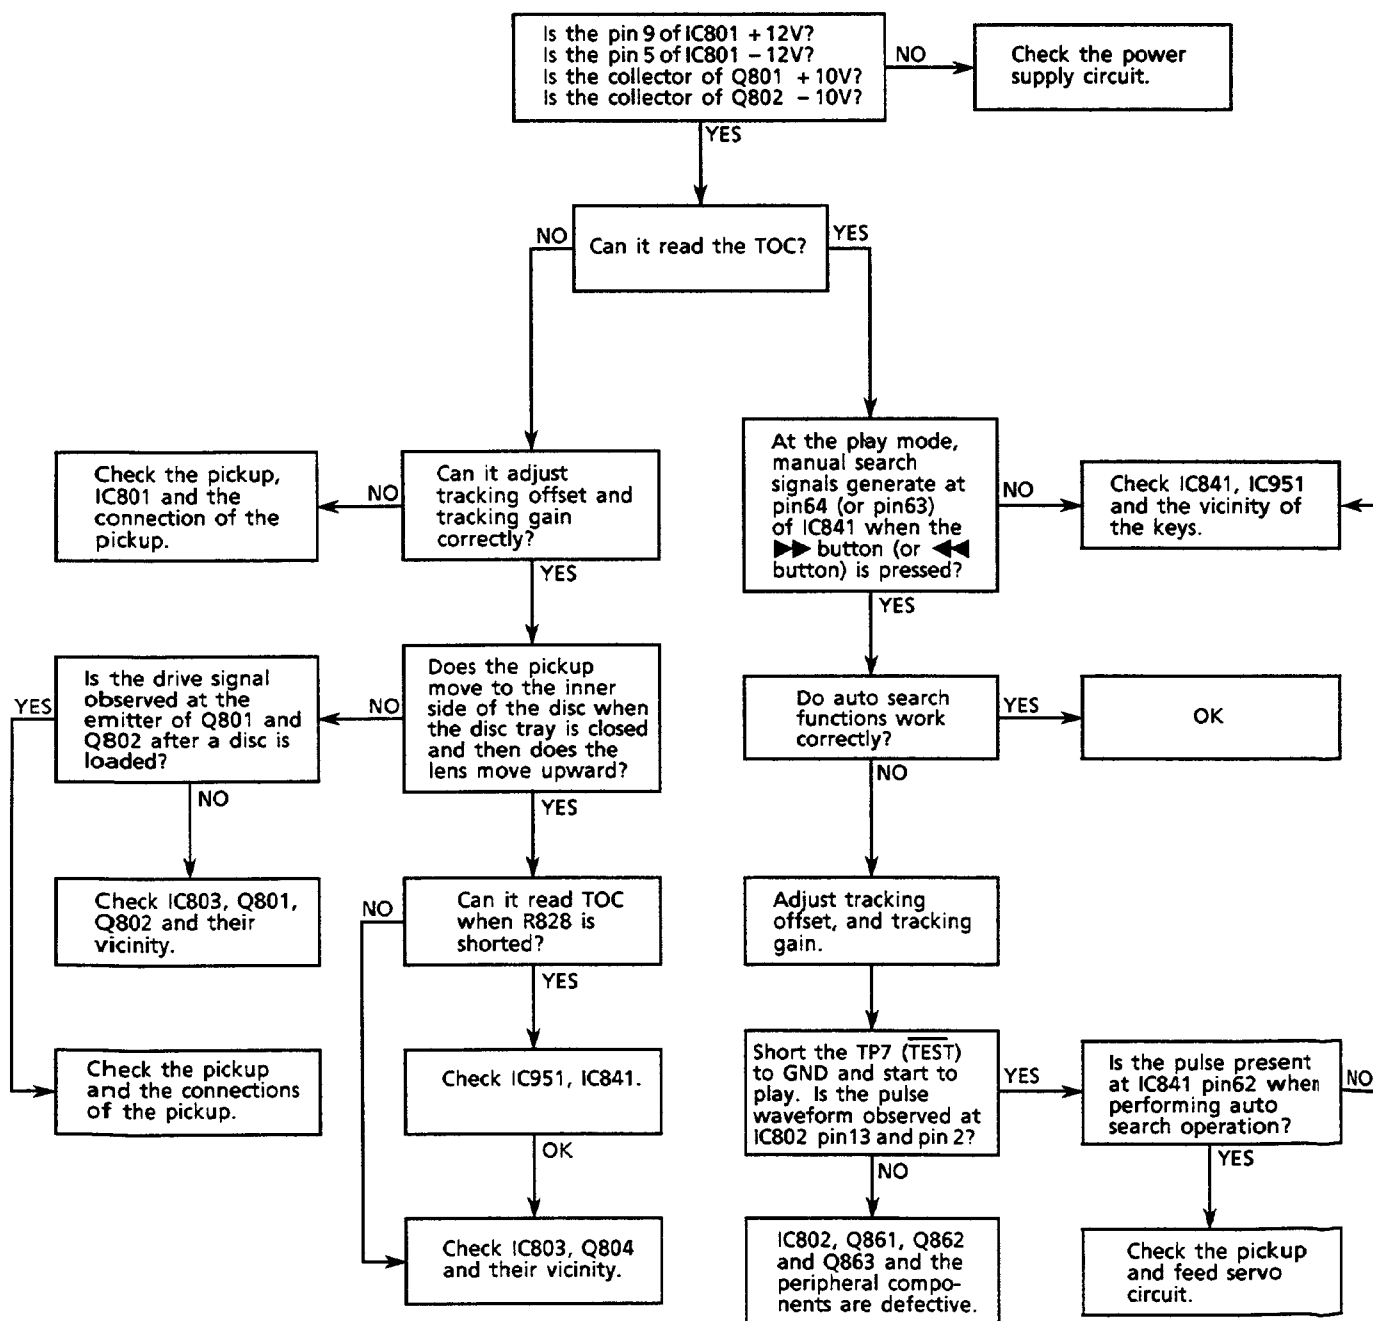 Is the pin 9 of IC801 + 12V?
Is the pin 5 of IC801 – 12V?
Is the collector of Q801 + 10V?
Is the collector of Q802 – 10V?
NO
Check the power
supply circuit.
YES
NO
Can it read the TOC?
YES
Check the pickup,
IC801 and the
connection of the
pickup.
NO
Can it adjust
tracking offset and
tracking gain
correctly?
YES
At the play mode,
manual search
signals generate at
pin64 (or pin63)
of IC841 when the
▶▶ button (or ◀◀
button) is pressed?
NO
Check IC841, IC951
and the vicinity of
the keys.
YES
YES
Is the drive signal
observed at the
emitter of Q801 and
Q802 after a disc is
loaded?
NO
NO
Does the pickup
move to the inner
side of the disc when
the disc tray is closed
and then does the
lens move upward?
YES
Do auto search
functions work
correctly?
YES
OK
NO
Check IC803, Q801,
Q802 and their
vicinity.
NO
Can it read TOC
when R828 is
shorted?
YES
Adjust tracking
offset, and tracking
gain.
Check the pickup
and the connections
of the pickup.
Check IC951, IC841.
OK
Short the TP7 (TEST)
to GND and start to
play. Is the pulse
waveform observed at
IC802 pin13 and pin 2?
YES
Is the pulse present
at IC841 pin62 when
performing auto
search operation?
NO
NO
YES
Check IC803, Q804
and their vicinity.
IC802, Q861, Q862
and Q863 and the
peripheral compo-
nents are defective.
Check the pickup
and feed servo
circuit.